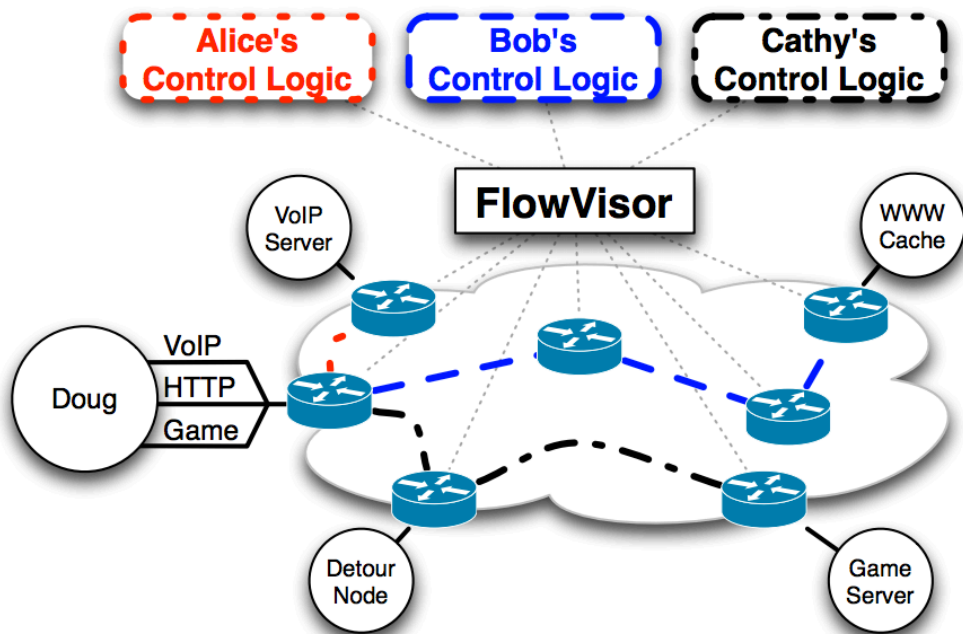 Alice's
Control Logic
Bob's
Control Logic
Cathy's
Control Logic
FlowVisor
VoIP
Server
WWW
Cache
Doug
VoIP
HTTP
Game
Detour
Node
Game
Server